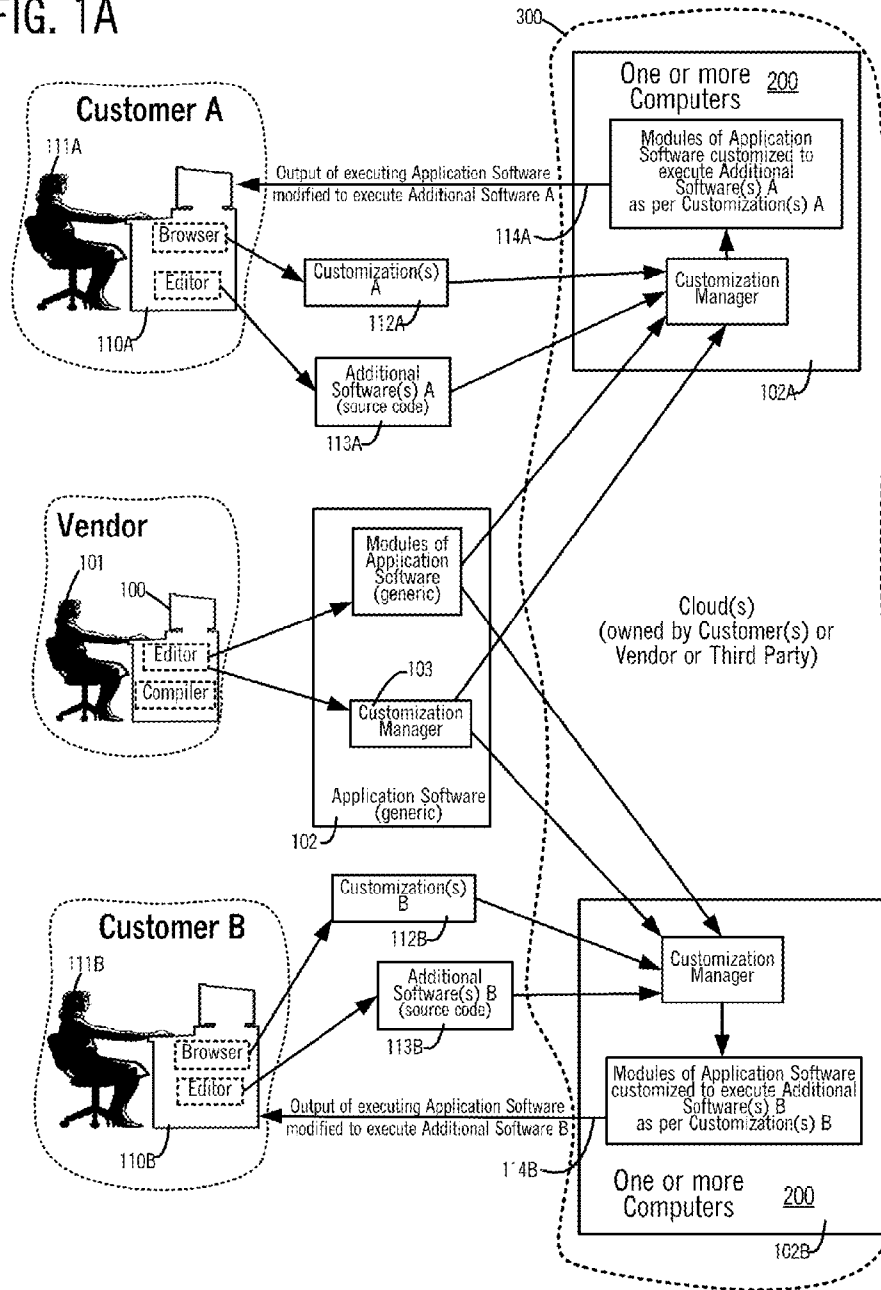 FIG. 1A
300
One or more
Computers 200
Customer A
111A
Modules of Application
Software customized to
execute Additional
Software(s) A
as per Customization(s) A
Output of executing Application Software
modified to execute Additional Software A
114A
Browser
Editor
110A
Customization(s)
A
112A
Customization
Manager
102A
Additional
Software(s) A
(source code)
113A
Vendor
101
100
Editor
Compiler
Modules of
Application
Software
(generic)
103
Customization
Manager
Application Software
(generic)
102
Cloud(s)
(owned by Customer(s) or
Vendor or Third Party)
Customization(s)
B
112B
Customer B
111B
Browser
Editor
110B
Additional
Software(s) B
(source code)
113B
Customization
Manager
Output of executing Application Software
modified to execute Additional Software B
114B
Modules of Application Software
customized to execute Additional
Software(s) B
as per Customization(s) B
One or more
Computers 200
102B